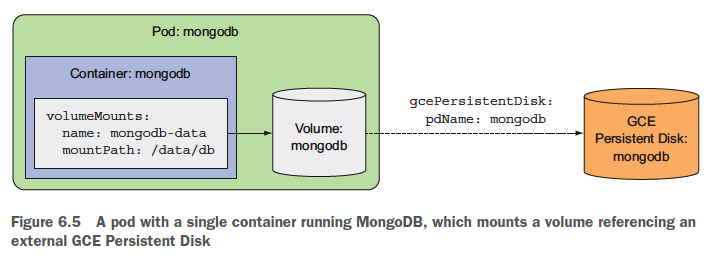 Pod: mongodb
Container: mongodb
volumeMounts:
name: mongodb-data
mountPath: /data/db
Volume:
mongodb
gcePersistentDisk:
pdName: mongodb
GCE
Persistent Disk:
mongodb
Figure 6.5 A pod with a single container running MongoDB, which mounts a volume referencing an
external GCE Persistent Disk